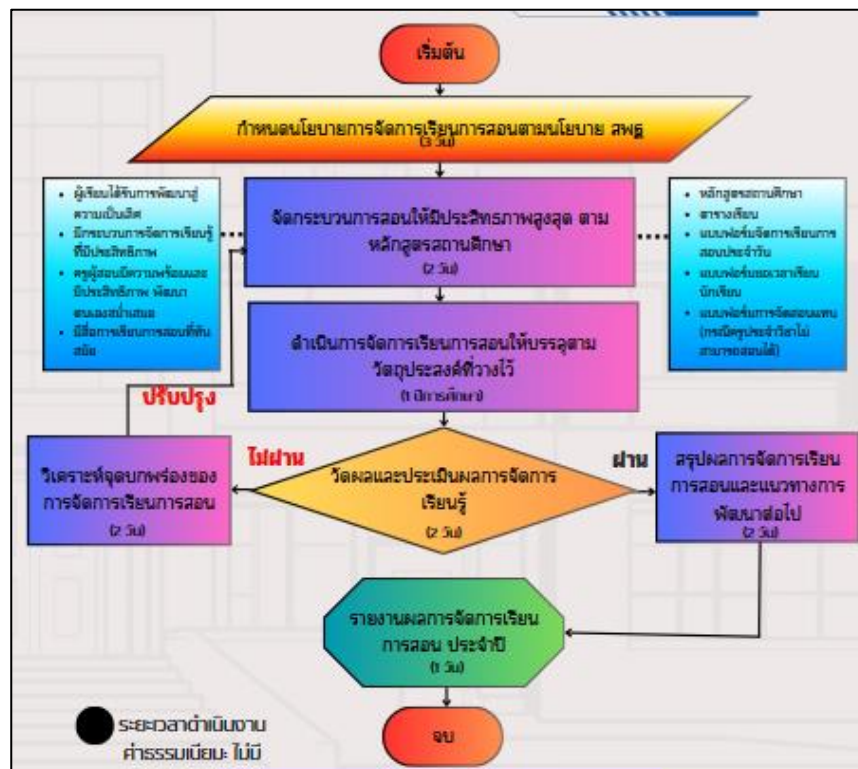 เริ่มต้น
กำหนดนโยบายการจัดการเรียนการสอนตามนโยบาย สพฐ
(3 วัน)
• ผู้เรียนได้รับการพัฒนาสู่
ความเป็นเลิศ
• มีกระบวนการจัดการเรียนรู้
ที่มีประสิทธิภาพ
• ครูผู้สอนมีความพร้อมและ
มีประสิทธิภาพ พัฒนา
ตนเองสม่ำเสมอ
• มีสื่อการเรียนการสอนที่ทัน
สมัย
จัดกระบวนการสอนให้มีประสิทธิภาพสูงสุด ตาม
หลักสูตรสถานศึกษา
(2 วัน)
• หลักสูตรสถานศึกษา
• ตารางเรียน
• แบบฟอร์มจัดการเรียนการ
สอนประจำวัน
• แบบฟอร์มขอเวลาเรียน
นักเรียน
• แบบฟอร์มการจัดสอนแทน
(กรณีครูประจำวิชาไม่
สามารถสอนได้)
ดำเนินการจัดการเรียนการสอนให้บรรลุตาม
วัตถุประสงค์ที่วางไว้
(1 ปีการศึกษา)
ปรับปรุง
วิเคราะห์จุดบกพร่องของ
การจัดการเรียนการสอน
(2 วัน)
ไม่ผ่าน
วัดผลและประเมินผลการจัดการ
เรียนรู้
(2 วัน)
ผ่าน
สรุปผลการจัดการเรียน
การสอนและแนวทางการ
พัฒนาต่อไป
(2 วัน)
รายงานผลการจัดการเรียน
การสอน ประจำปี
(1 วัน)
จบ
ระยะเวลาดำเนินงาน
ค่าธรรมเนียม: ไม่มี